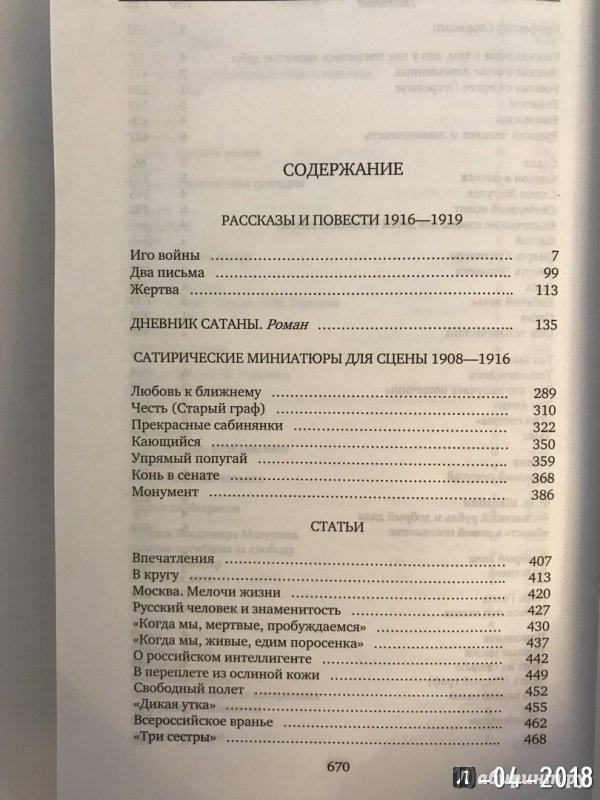 СОДЕРЖАНИЕ
РАССКАЗЫ И ПОВЕСТИ 1916—1919
Иго войны ........ 7
Два письма ........ 99
Жертва ........ 113
ДНЕВНИК САТАНЫ. Роман ........ 135
САТИРИЧЕСКИЕ МИНИАТЮРЫ ДЛЯ СЦЕНЫ 1908—1916
Любовь к ближнему ........ 289
Честь (Старый граф) ........ 310
Прекрасные сабинянки ........ 322
Кающийся ........ 350
Упрямый попугай ........ 359
Конь в сенате ........ 368
Монумент ........ 386
СТАТЬИ
Впечатления ........ 407
В кругу ........ 413
Москва. Мелочи жизни ........ 420
Русский человек и знаменитость ........ 427
«Когда мы, мертвые, пробуждаемся» ........ 430
«Когда мы, живые, едим поросенка» ........ 437
О российском интеллигенте ........ 442
В переплете из ослиной кожи ........ 449
Свободный полет ........ 452
«Дикая утка» ........ 455
Всероссийское вранье ........ 462
«Три сестры» ........ 468
670
Лабиринт.ру
-04-2018